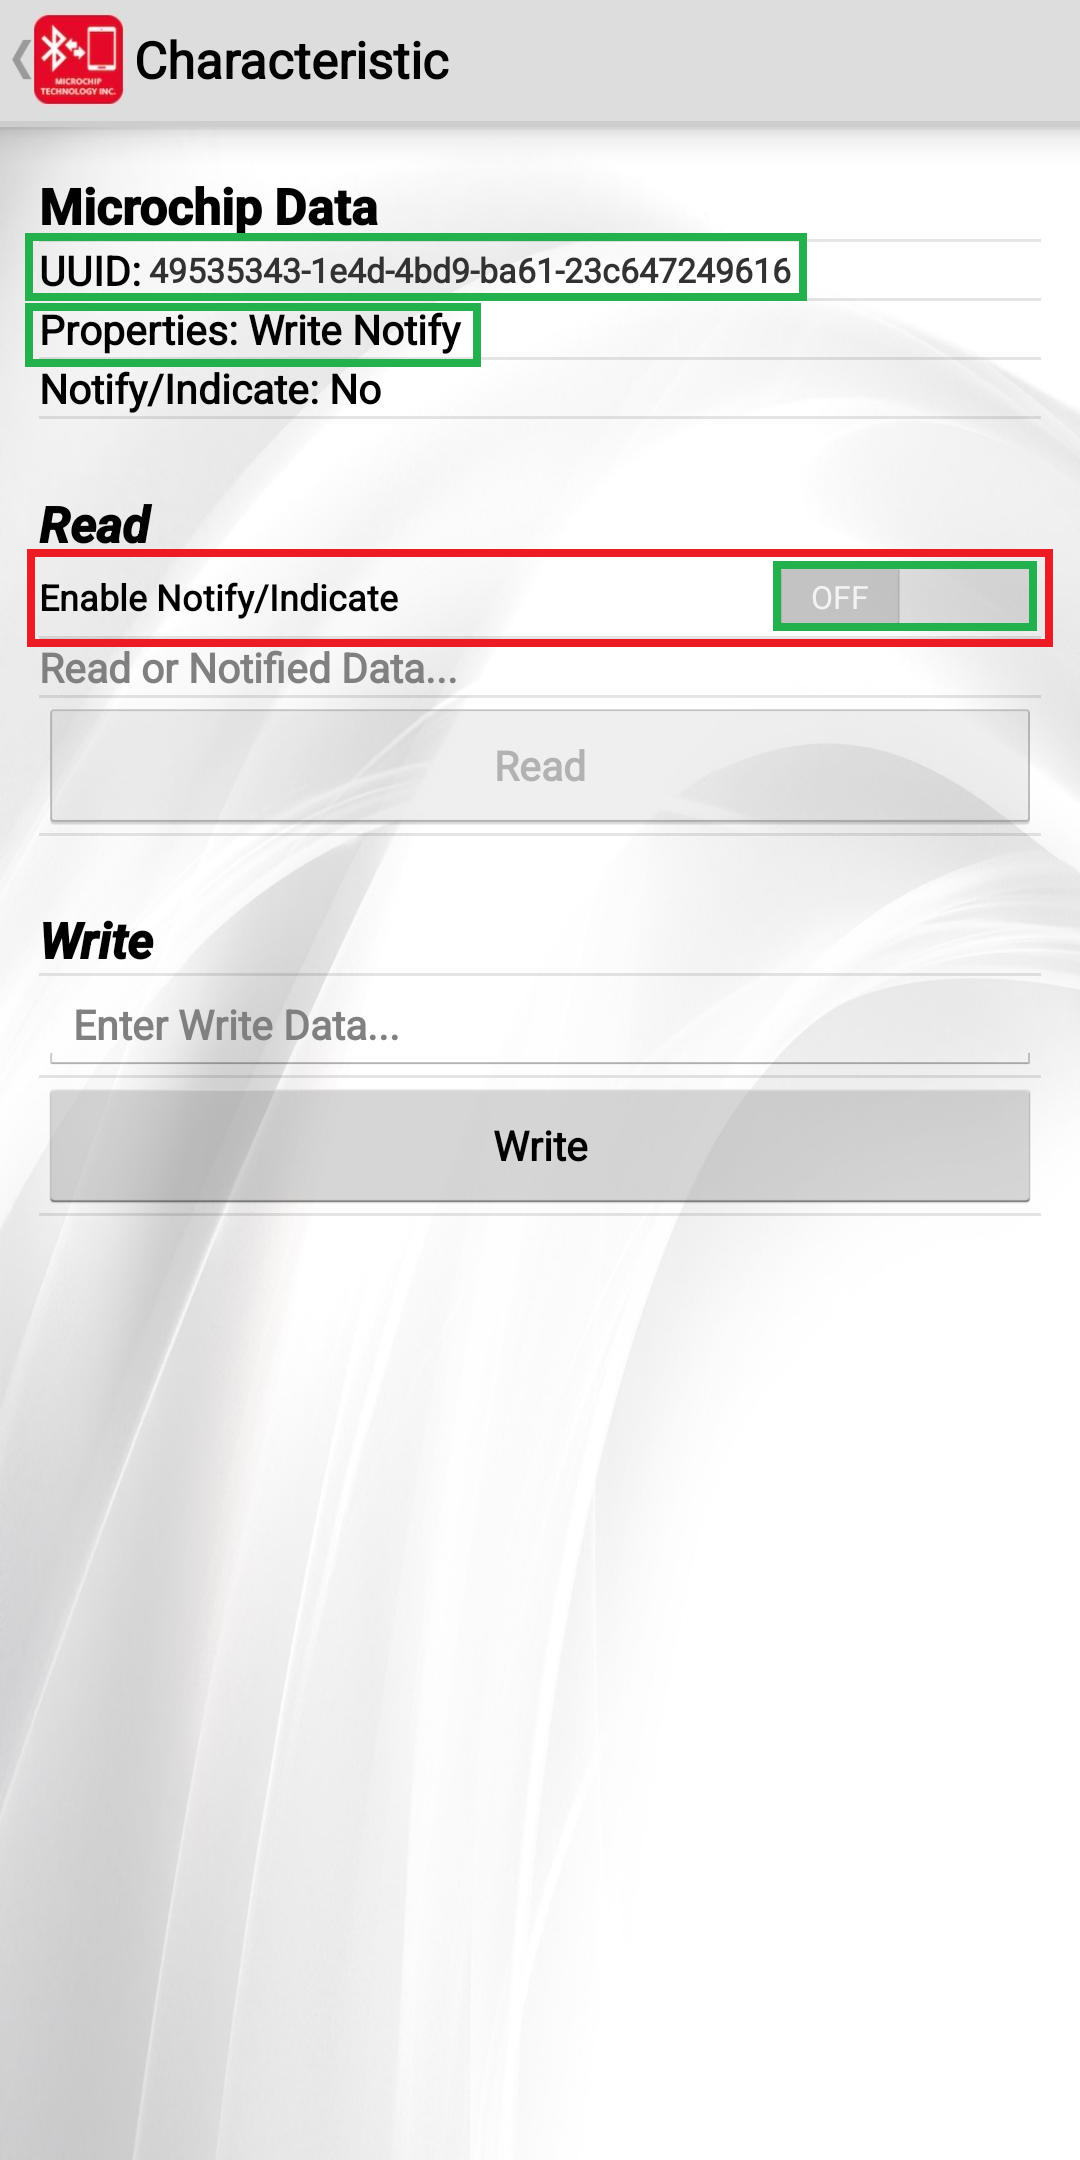 MICROCHIP
TECHNOLOGY INC.
Characteristic
Microchip Data
UUID: 49535343-1e4d-4bd9-ba61-23c647249616
Properties: Write Notify
Notify/Indicate: No
Read
Enable Notify/Indicate OFF
Read or Notified Data...
Read
Write
Enter Write Data...
Write